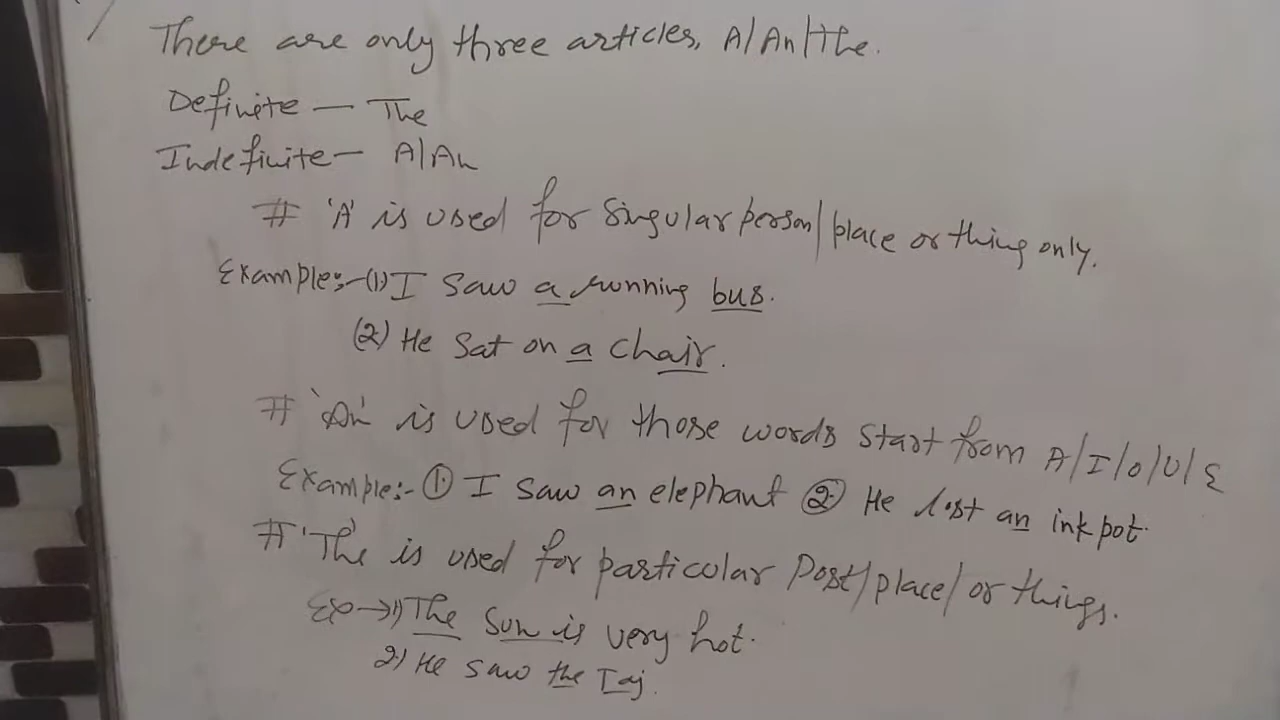 There are only three articles, A/An/The.
Definite — The
Indefinite — A/An
# 'A' is used for Singular person/place or thing only.
Example:- (1) I saw a running bus.
(2) He Sat on a chair.
# 'An' is used for those words start from A/I/O/U/E
Example:- ① I saw an elephant ② He lost an inkpot.
# 'The' is used for particular Post/place/or things.
Ex → 1) The Sun is very hot.
2) He saw the Taj.